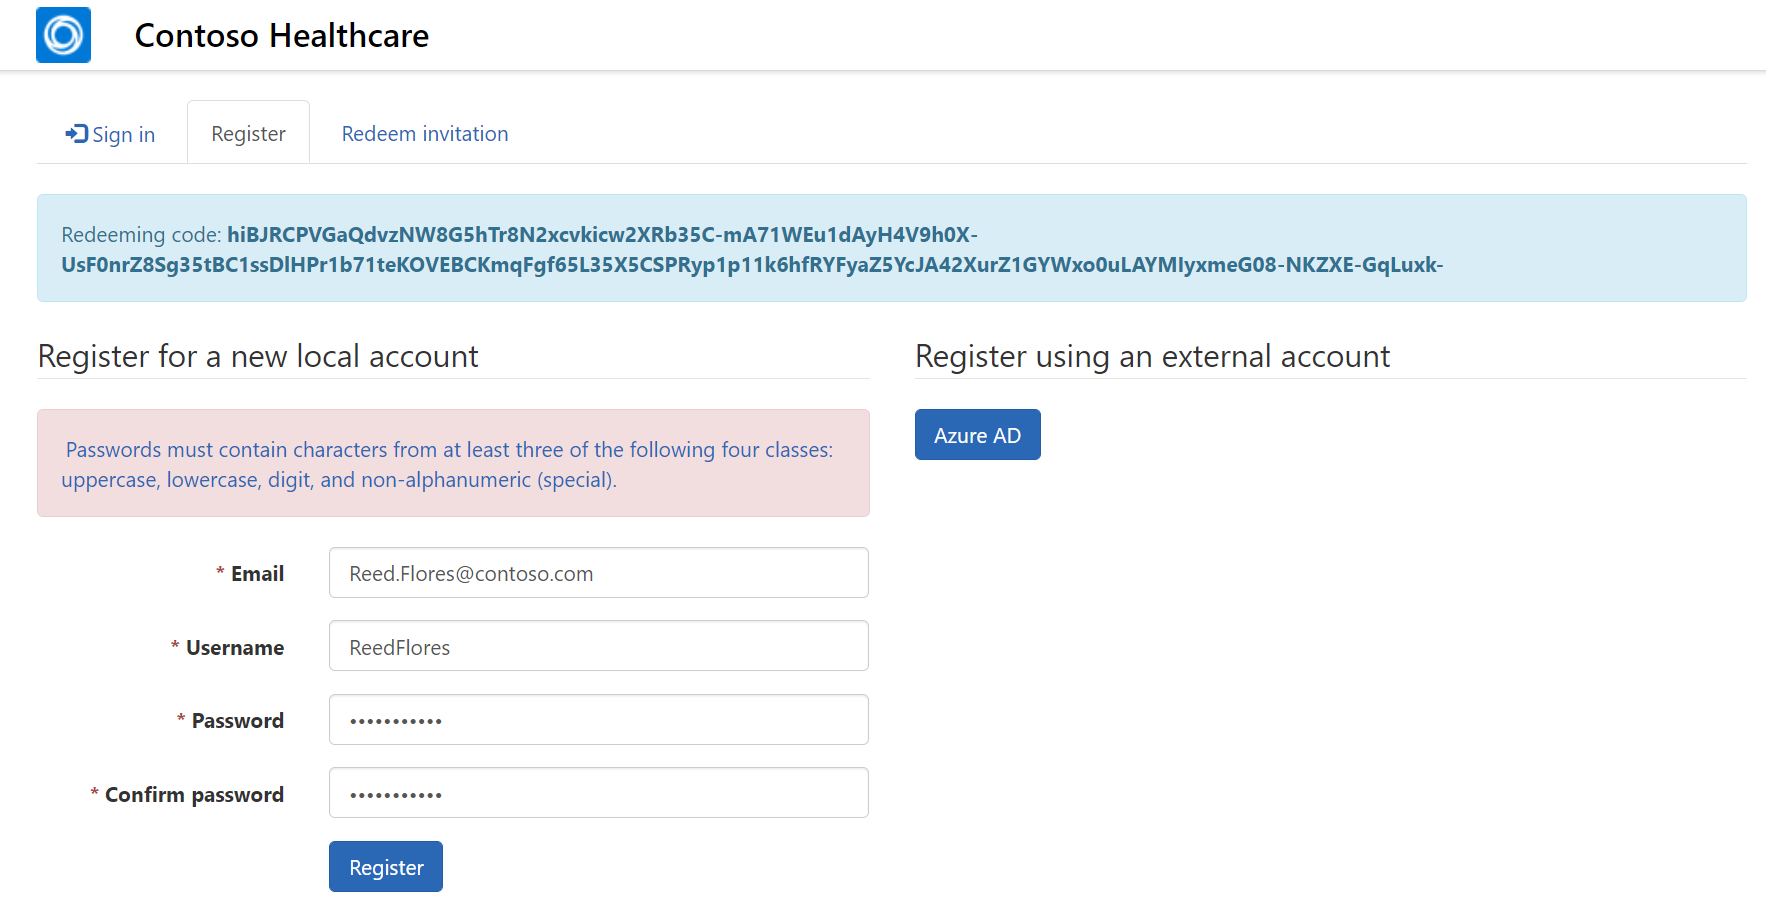 Contoso Healthcare
Sign in
Register
Redeem invitation
Redeeming code: hiBJRCPVGaQdvzNW8G5hTr8N2xcvkicw2XRb35C-mA71WEu1dAyH4V9h0X-
UsF0nrZ8Sg35tBC1ssDlHPr1b71teKOVEBCKmqFgf65L35X5CSPRyp1p11k6hfRYFyaZ5YcJA42XurZ1GYWxo0uLAYMIyxmeG08-NKZXE-GqLuxk-
Register for a new local account
Passwords must contain characters from at least three of the following four classes:
uppercase, lowercase, digit, and non-alphanumeric (special).
* Email
Reed.Flores@contoso.com
* Username
ReedFlores
* Password
•••••••••••
* Confirm password
•••••••••••
Register
Register using an external account
Azure AD